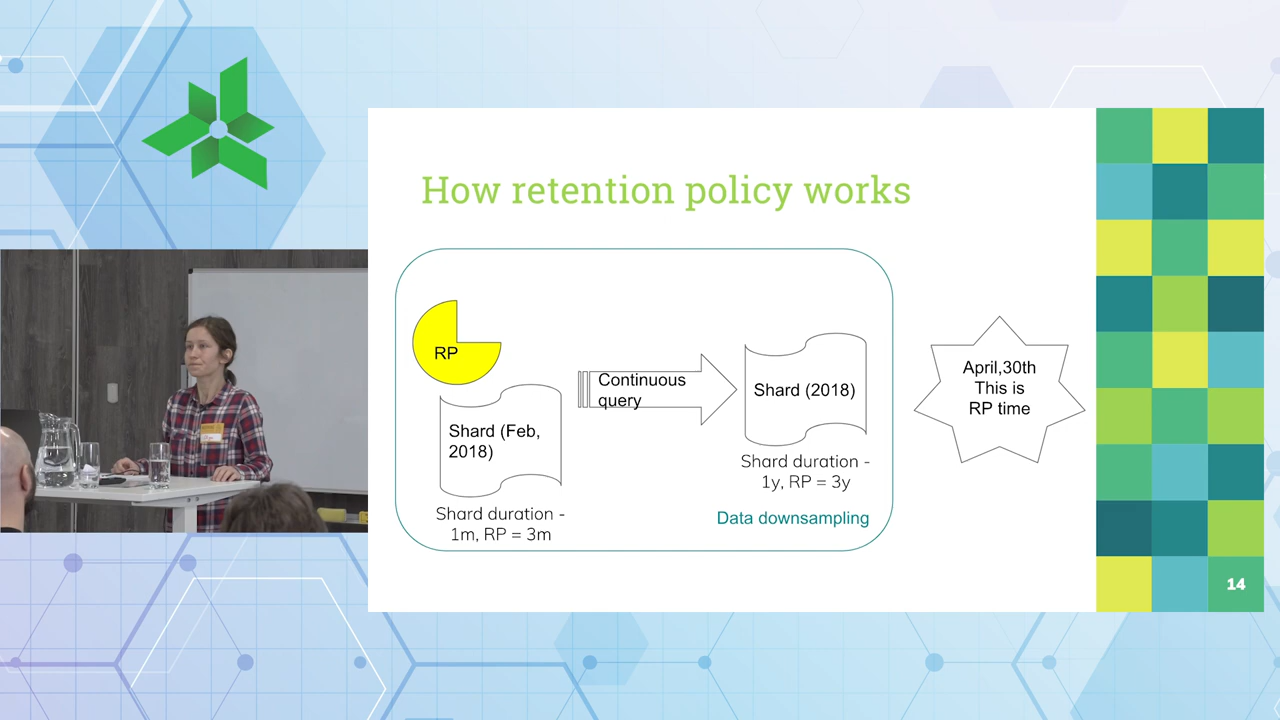 How retention policy works
RP
Shard (Feb,
2018)
Shard duration -
1m, RP = 3m
Continuous
query
Shard (2018)
Shard duration -
1y, RP = 3y
Data downsampling
April,30th
This is
RP time
14